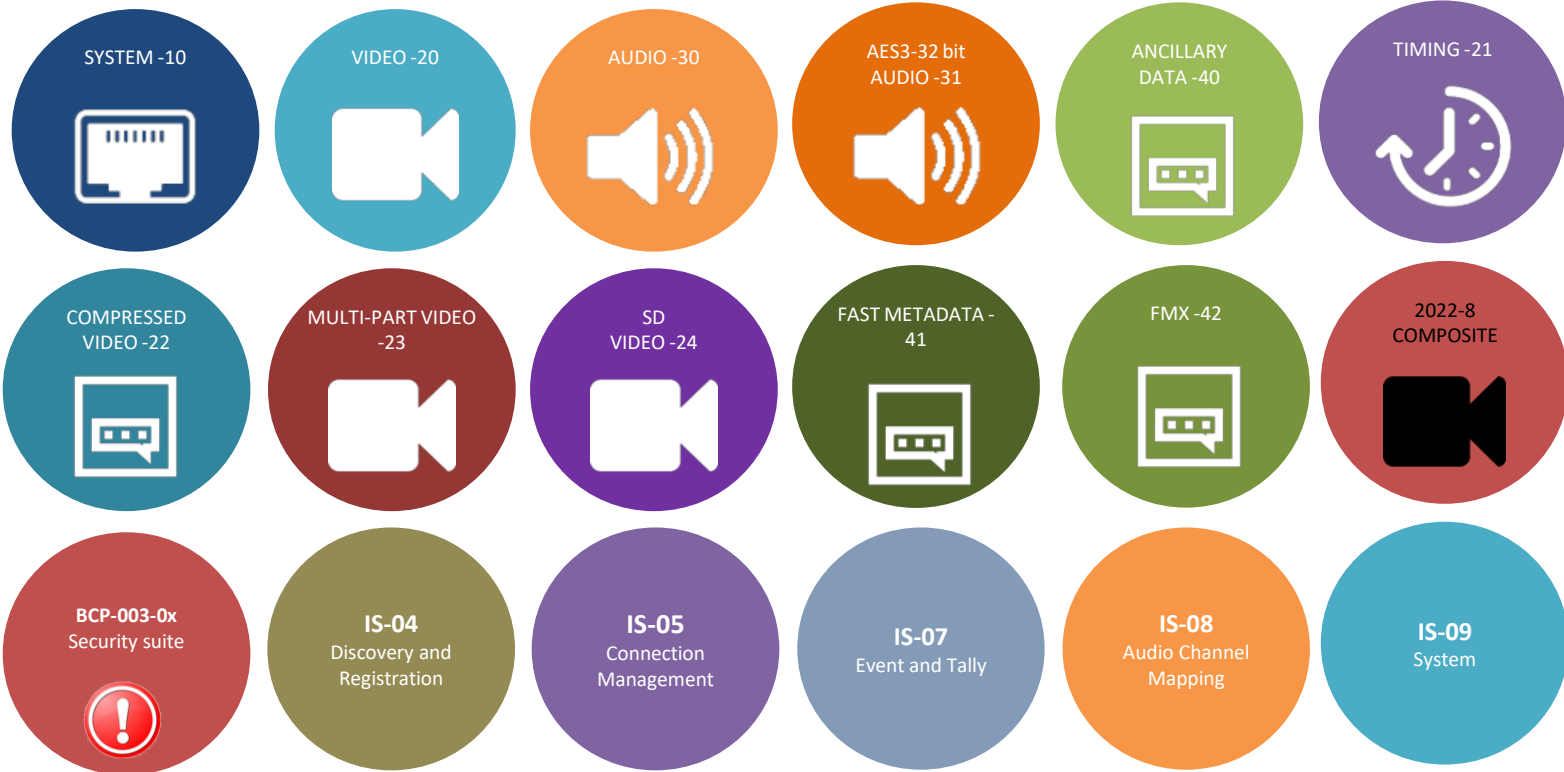 SYSTEM -10
VIDEO -20
AUDIO -30
AES3-32 bit
AUDIO -31
ANCILLARY
DATA -40
TIMING -21
COMPRESSED
VIDEO -22
MULTI-PART VIDEO
-23
SD
VIDEO -24
FAST METADATA -
41
FMX -42
2022-8
COMPOSITE
BCP-003-0x
Security suite
IS-04
Discovery and
Registration
IS-05
Connection
Management
IS-07
Event and Tally
IS-08
Audio Channel
Mapping
IS-09
System